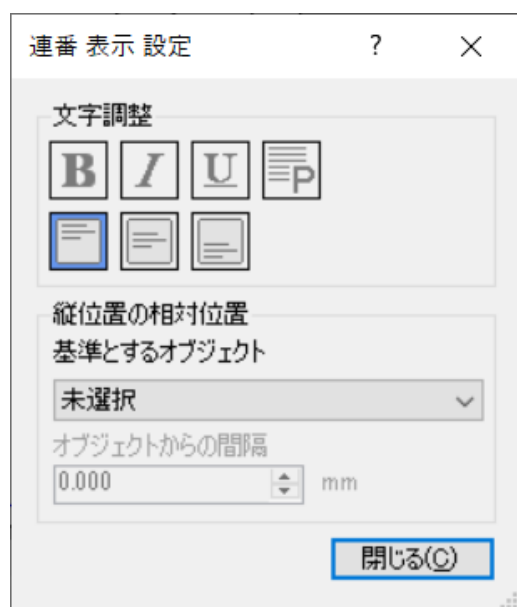 連番 表示 設定
?
文字調整
B I U P
縦位置の相対位置
基準とするオブジェクト
未選択
オブジェクトからの間隔
0.000 mm
閉じる(C)